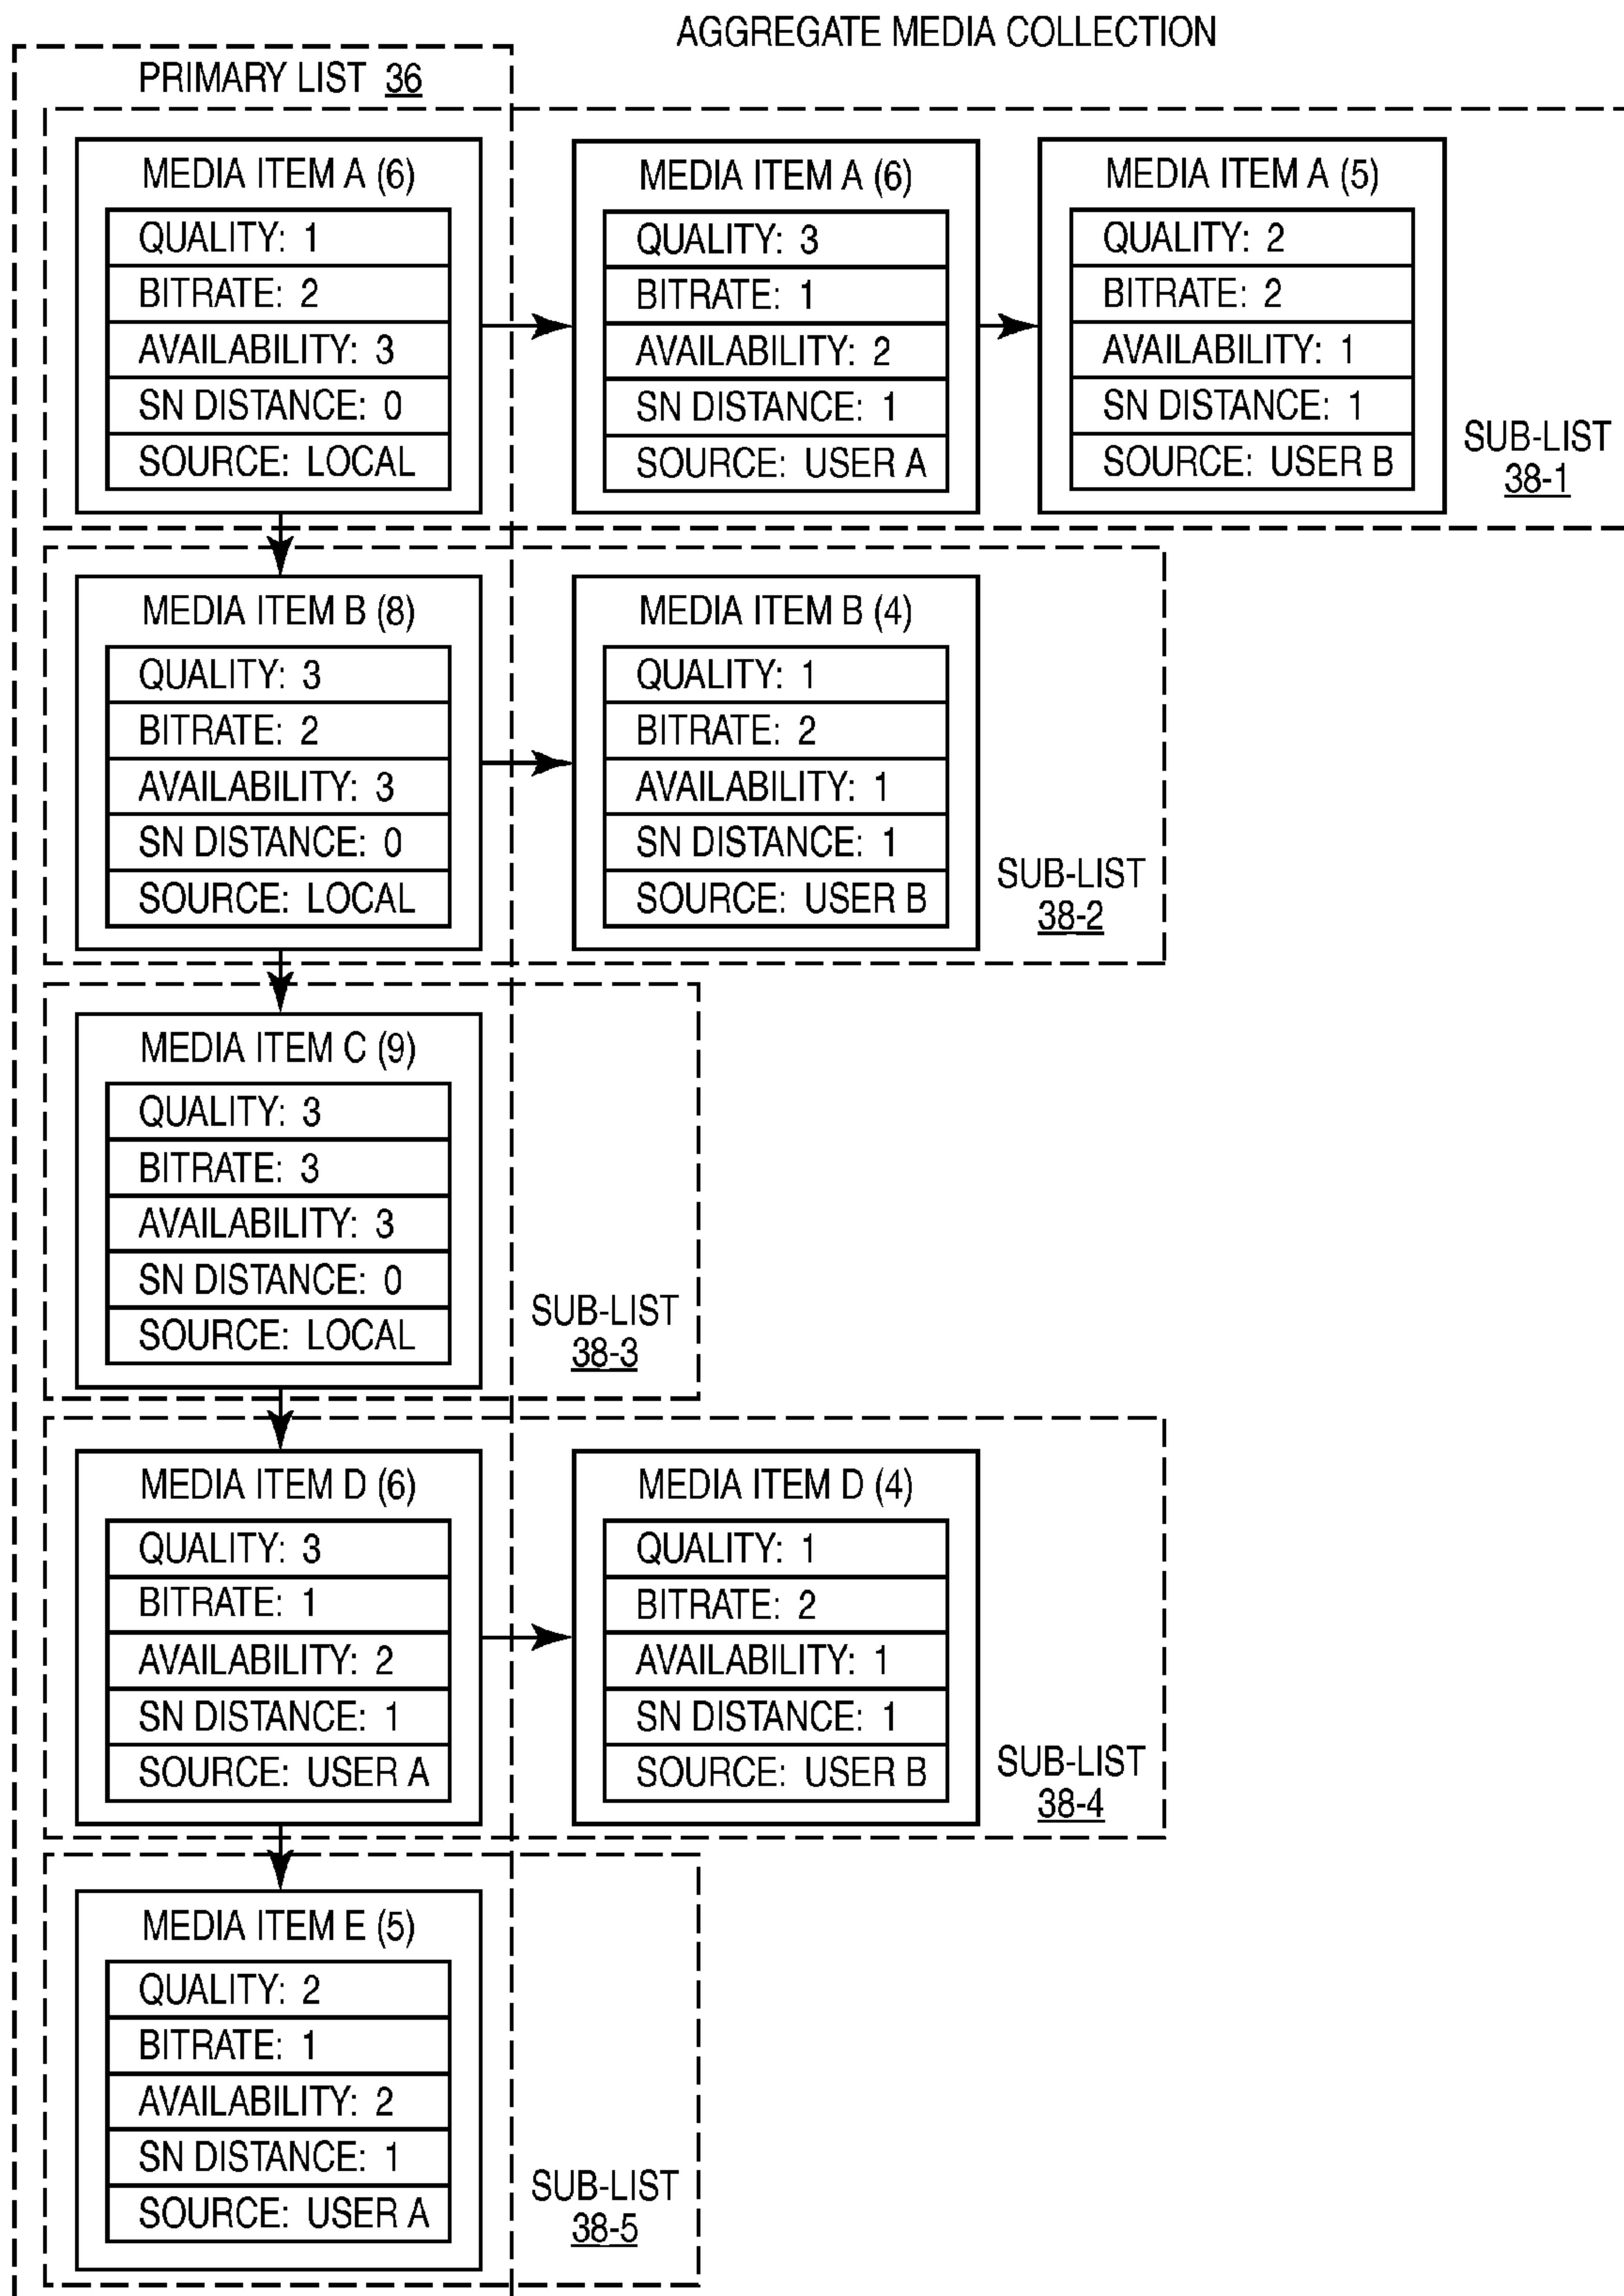 AGGREGATE MEDIA COLLECTION
PRIMARY LIST 36
MEDIA ITEM A (6)
QUALITY: 1
BITRATE: 2
AVAILABILITY: 3
SN DISTANCE: 0
SOURCE: LOCAL
MEDIA ITEM A (6)
QUALITY: 3
BITRATE: 1
AVAILABILITY: 2
SN DISTANCE: 1
SOURCE: USER A
MEDIA ITEM A (5)
QUALITY: 2
BITRATE: 2
AVAILABILITY: 1
SN DISTANCE: 1
SOURCE: USER B
SUB-LIST
38-1
MEDIA ITEM B (8)
QUALITY: 3
BITRATE: 2
AVAILABILITY: 3
SN DISTANCE: 0
SOURCE: LOCAL
MEDIA ITEM B (4)
QUALITY: 1
BITRATE: 2
AVAILABILITY: 1
SN DISTANCE: 1
SOURCE: USER B
SUB-LIST
38-2
MEDIA ITEM C (9)
QUALITY: 3
BITRATE: 3
AVAILABILITY: 3
SN DISTANCE: 0
SOURCE: LOCAL
SUB-LIST
38-3
MEDIA ITEM D (6)
QUALITY: 3
BITRATE: 1
AVAILABILITY: 2
SN DISTANCE: 1
SOURCE: USER A
MEDIA ITEM D (4)
QUALITY: 1
BITRATE: 2
AVAILABILITY: 1
SN DISTANCE: 1
SOURCE: USER B
SUB-LIST
38-4
MEDIA ITEM E (5)
QUALITY: 2
BITRATE: 1
AVAILABILITY: 2
SN DISTANCE: 1
SOURCE: USER A
SUB-LIST
38-5